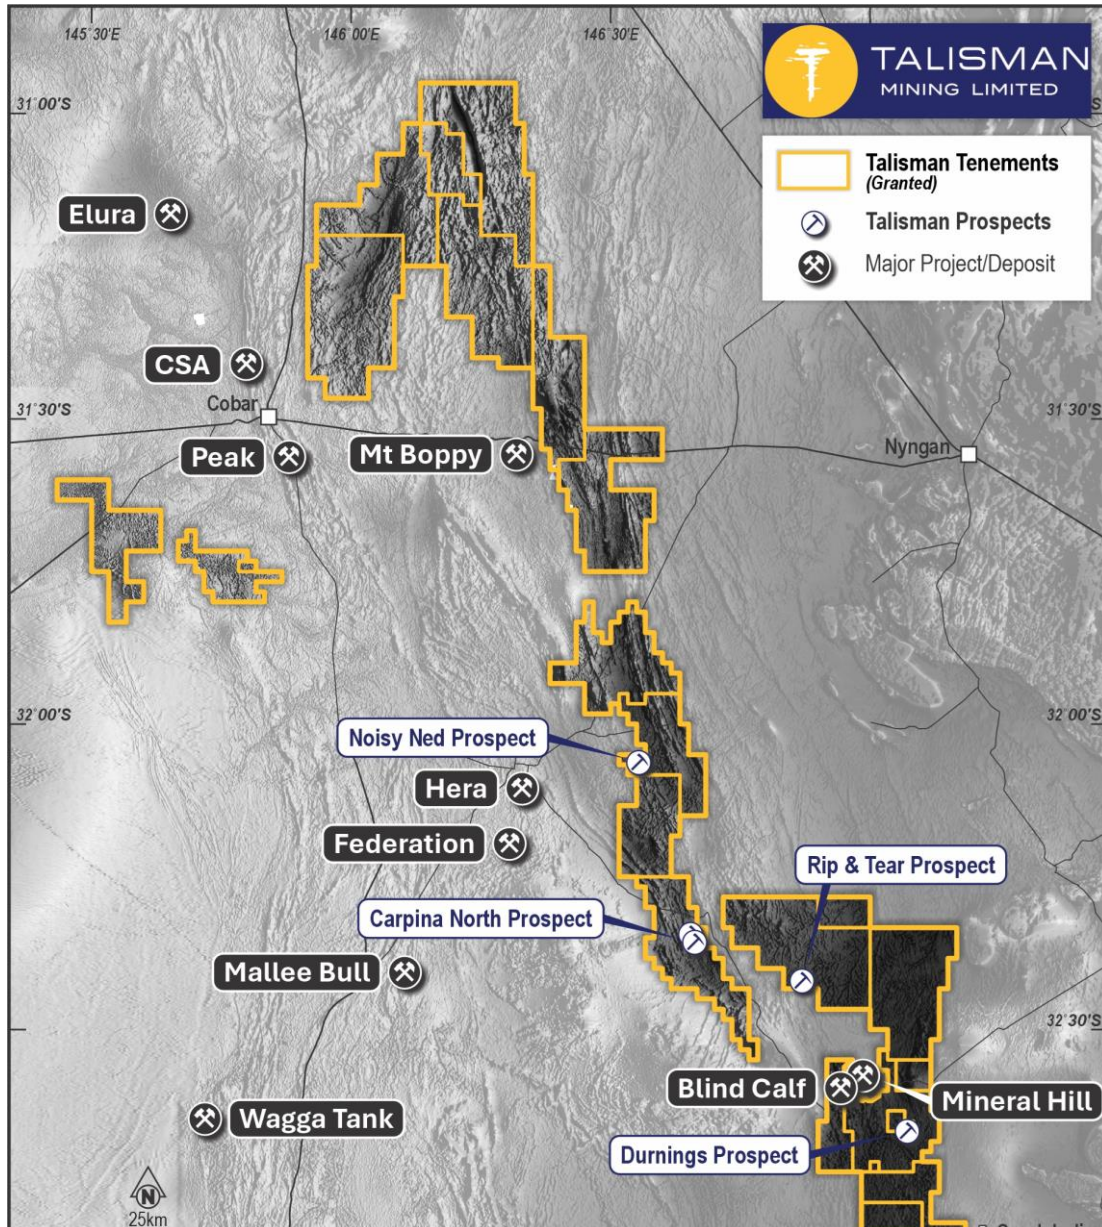 145°30'E
146°00'E
146°30'E
TALISMAN
MINING LIMITED
31°00'S
Talisman Tenements
(Granted)
Talisman Prospects
Major Project/Deposit
Elura
CSA
Cobar
31°30'S
31°30'S
Peak
Mt Boppy
Nyngan
32°00'S
32°00'S
Noisy Ned Prospect
Hera
Federation
Rip & Tear Prospect
Carpina North Prospect
Mallee Bull
32°30'S
Blind Calf
Mineral Hill
Wagga Tank
Durnings Prospect
N
25km